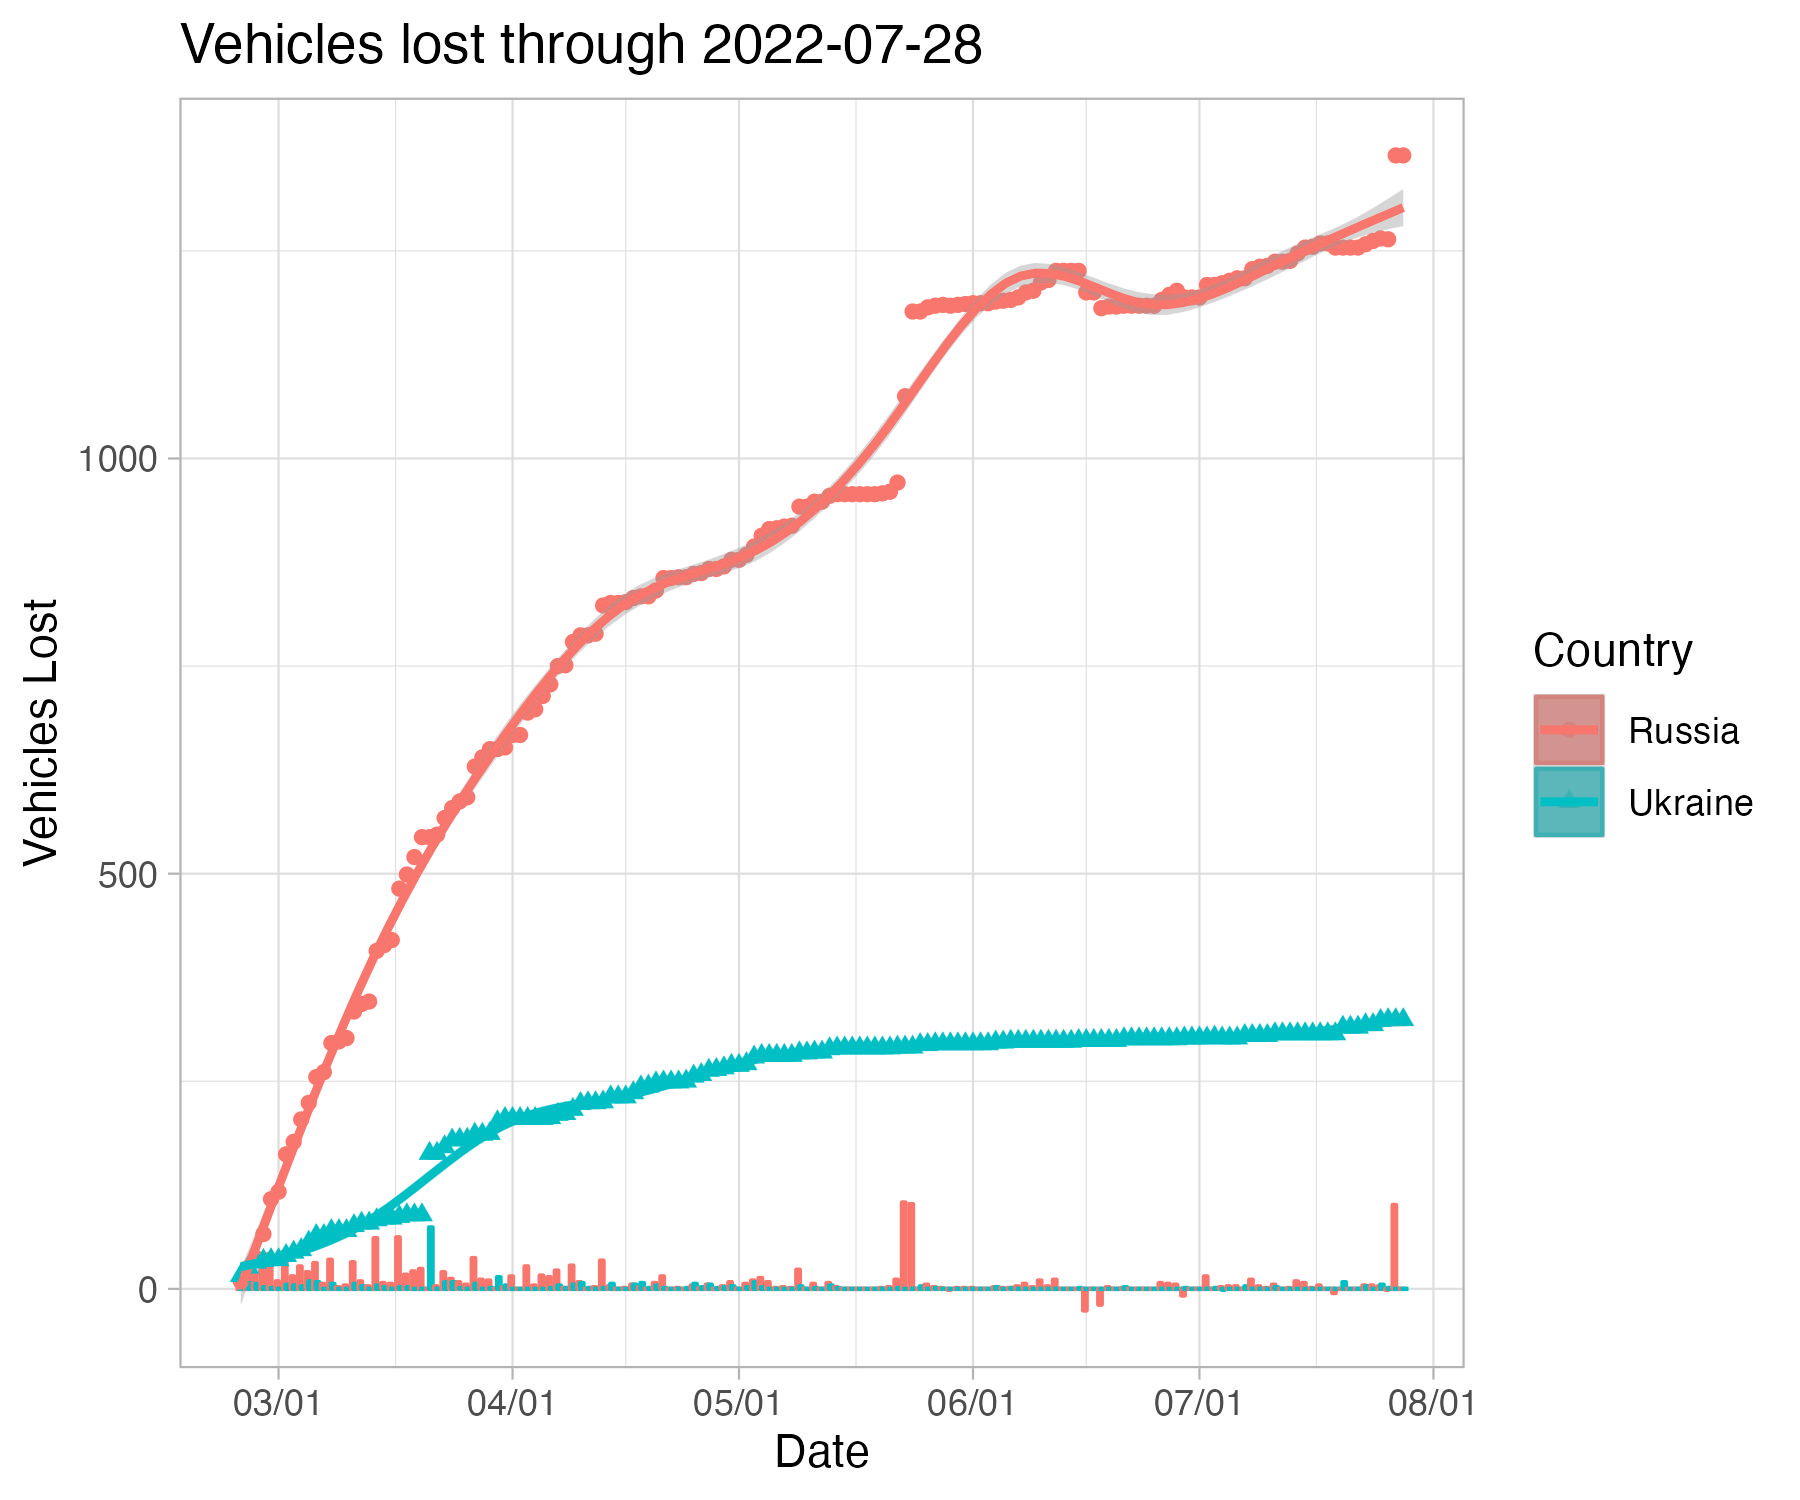 Vehicles lost through 2022-07-28
Vehicles Lost
1000
500
0
03/01
04/01
05/01
06/01
07/01
08/01
Date
Country
Russia
Ukraine